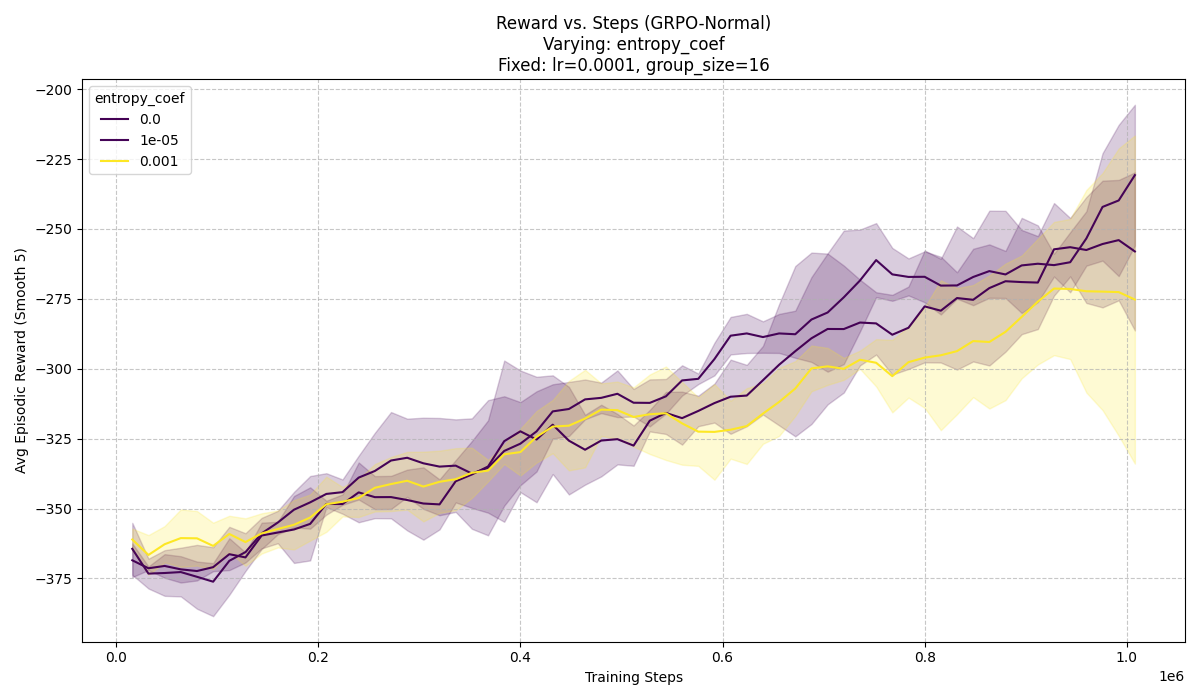 Reward vs. Steps (GRPO-Normal)
Varying: entropy_coef
Fixed: lr=0.0001, group_size=16
entropy_coef
0.0
1e-05
0.001
Avg Episodic Reward (Smooth 5)
−200
−225
−250
−275
−300
−325
−350
−375
0.0
0.2
0.4
0.6
0.8
1.0
1e6
Training Steps